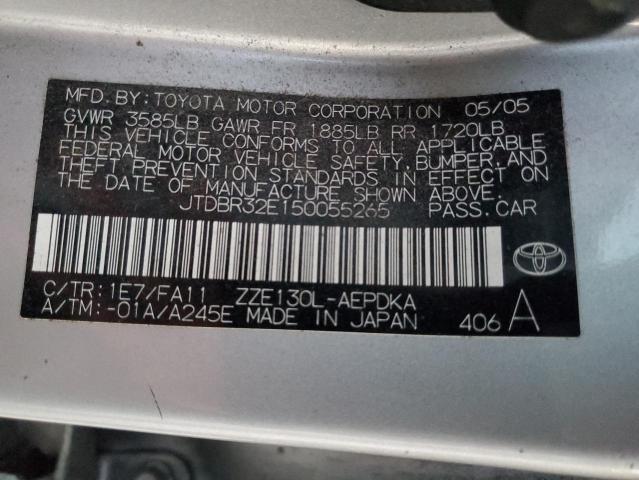 MFD.BY:TOYOTA MOTOR CORPORATION 05/05
GVWR 3585LB GAWR FR 1885LB RR 1720LB
THIS VEHICLE CONFORMS TO ALL APPLICABLE
FEDERAL MOTOR VEHICLE SAFETY, BUMPER, AND
THEFT PREVENTION STANDARDS IN EFFECT ON
THE DATE OF MANUFACTURE SHOWN ABOVE.
JTDBR32E150055265 PASS.CAR
C/TR:1E7/FA11 ZZE130L-AEPDKA
A/TM:-01A/A245E MADE IN JAPAN 406 A